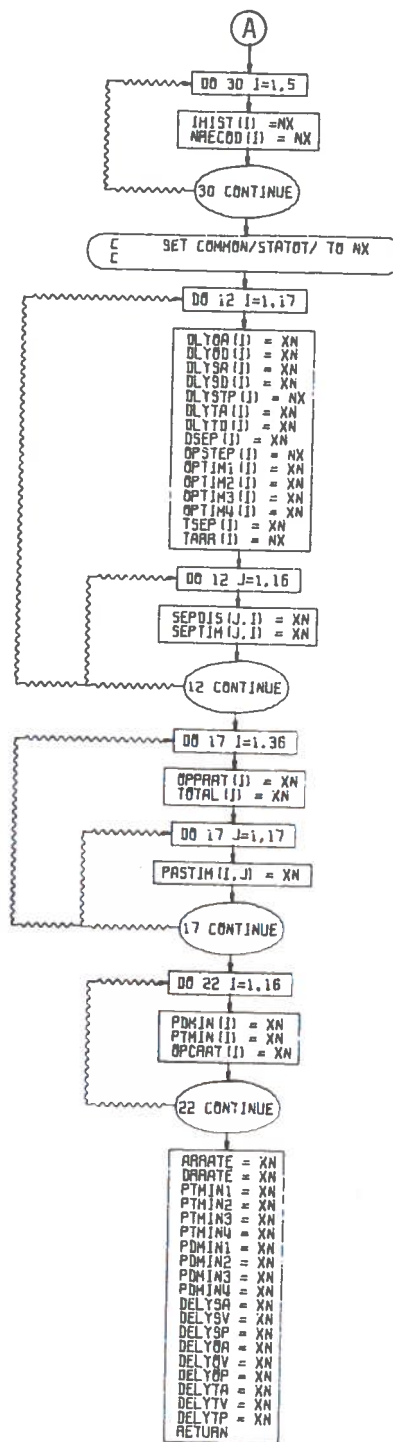 A
DO 30 I=1,5
IHIST(I) =NX
NRECOD(I) = NX
30 CONTINUE
C SET COMMON/STATOT/ TO NX
C
DO 12 I=1,17
DLYOA(I) = XN
DLYOD(I) = XN
DLYSA(I) = XN
DLYSD(I) = XN
DLYSTP(I) = NX
DLYTA(I) = XN
DLYTD(I) = XN
DSEP(I) = XN
OPSTEP(I) = NX
OPTIM1(I) = XN
OPTIM2(I) = XN
OPTIM3(I) = XN
OPTIM4(I) = XN
TSEP(I) = XN
TARR(I) = NX
DO 12 J=1,16
SEPDIS(J,I) = XN
SEPTIM(J,I) = XN
12 CONTINUE
DO 17 I=1,36
OPRRAT(I) = XN
TOTAL(I) = XN
DO 17 J=1,17
PASTIM(I,J) = XN
17 CONTINUE
DO 22 I=1,16
PDMIN(I) = XN
PTMIN(I) = XN
OPCRAT(I) = XN
22 CONTINUE
ARRATE = XN
DRRATE = XN
PTMIN1 = XN
PTMIN2 = XN
PTMIN3 = XN
PTMIN4 = XN
PDMIN1 = XN
PDMIN2 = XN
PDMIN3 = XN
PDMIN4 = XN
DELYSA = XN
DELYSV = XN
DELYSP = XN
DELYOA = XN
DELYOV = XN
DELYOP = XN
DELYTA = XN
DELYTV = XN
DELYTP = XN
RETURN